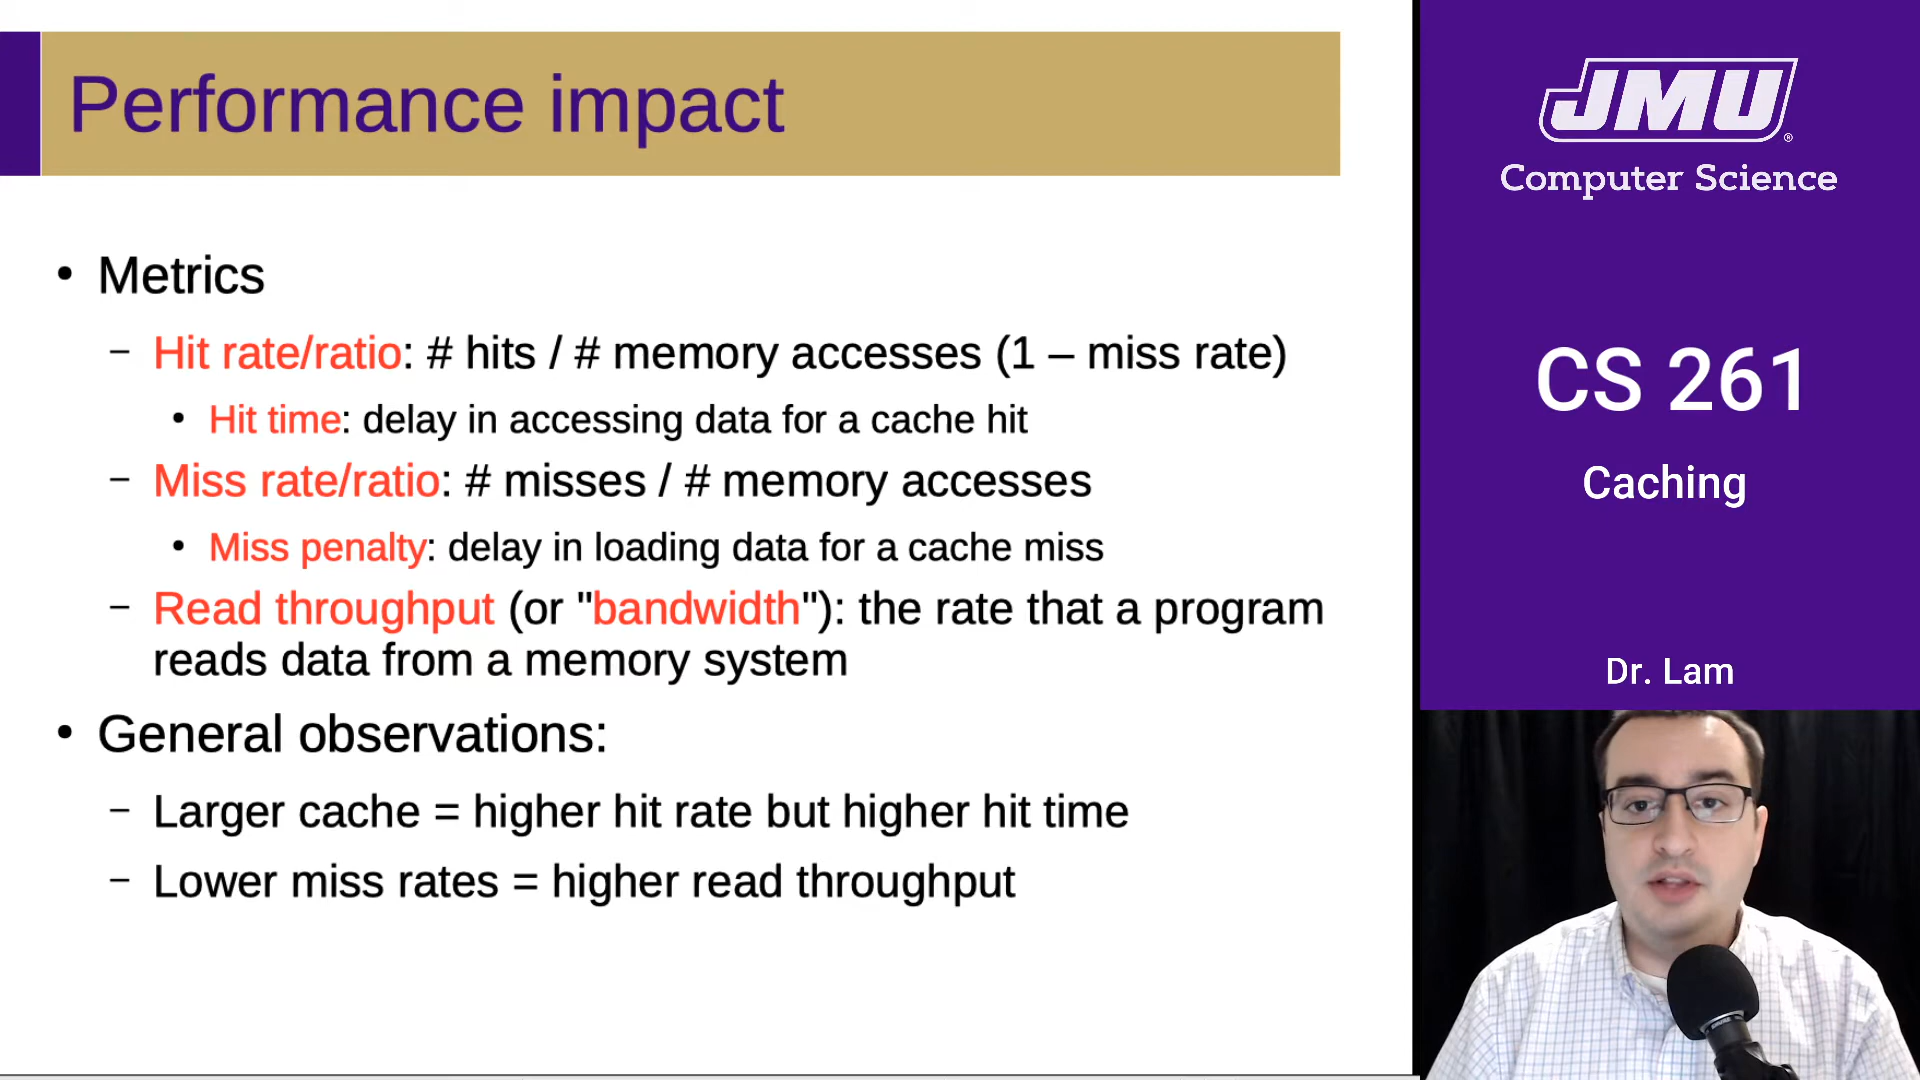 Performance impact
• Metrics
– Hit rate/ratio: # hits / # memory accesses (1 – miss rate)
• Hit time: delay in accessing data for a cache hit
– Miss rate/ratio: # misses / # memory accesses
• Miss penalty: delay in loading data for a cache miss
– Read throughput (or "bandwidth"): the rate that a program
reads data from a memory system
• General observations:
– Larger cache = higher hit rate but higher hit time
– Lower miss rates = higher read throughput
JMU®
Computer Science
CS 261
Caching
Dr. Lam